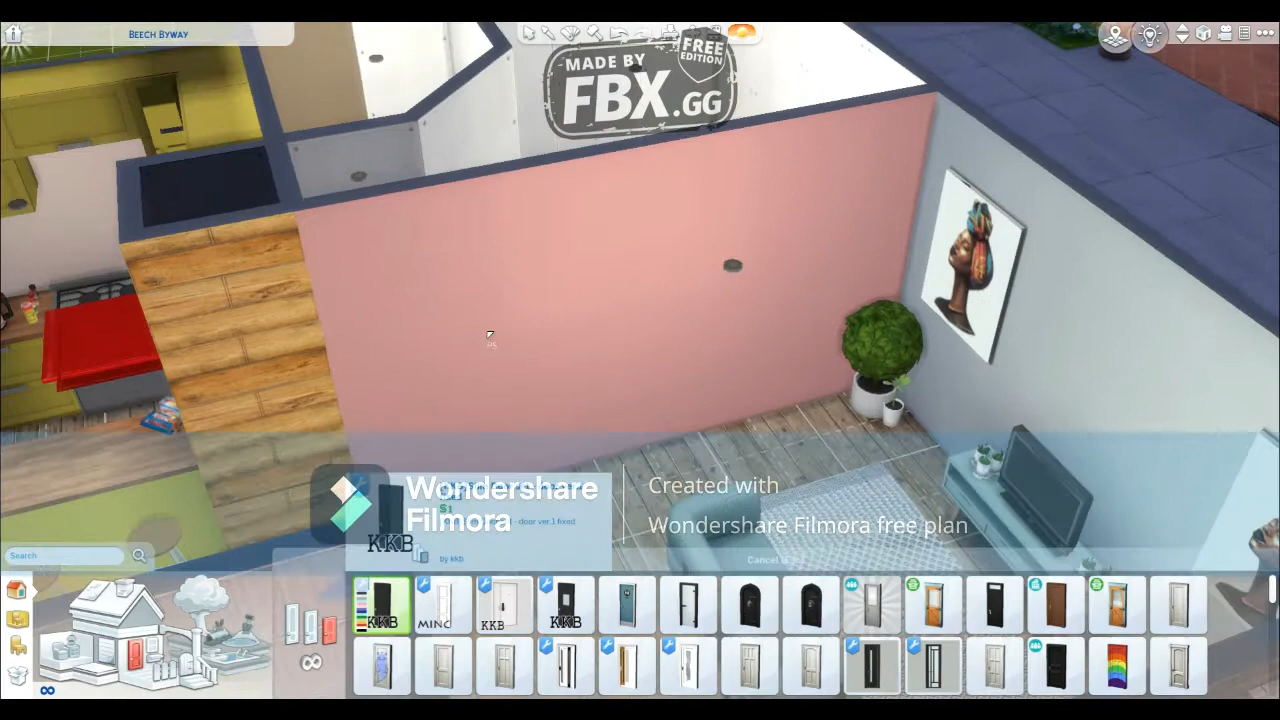 BEECH BYWAY
FREE
EDITION
MADE BY
FBX.GG
Wondershare
Filmora
Created with
Wondershare Filmora free plan
$1
door ver.1 fixed
by kkb
KKB
Search
KKB
MINC
KKB
KKB